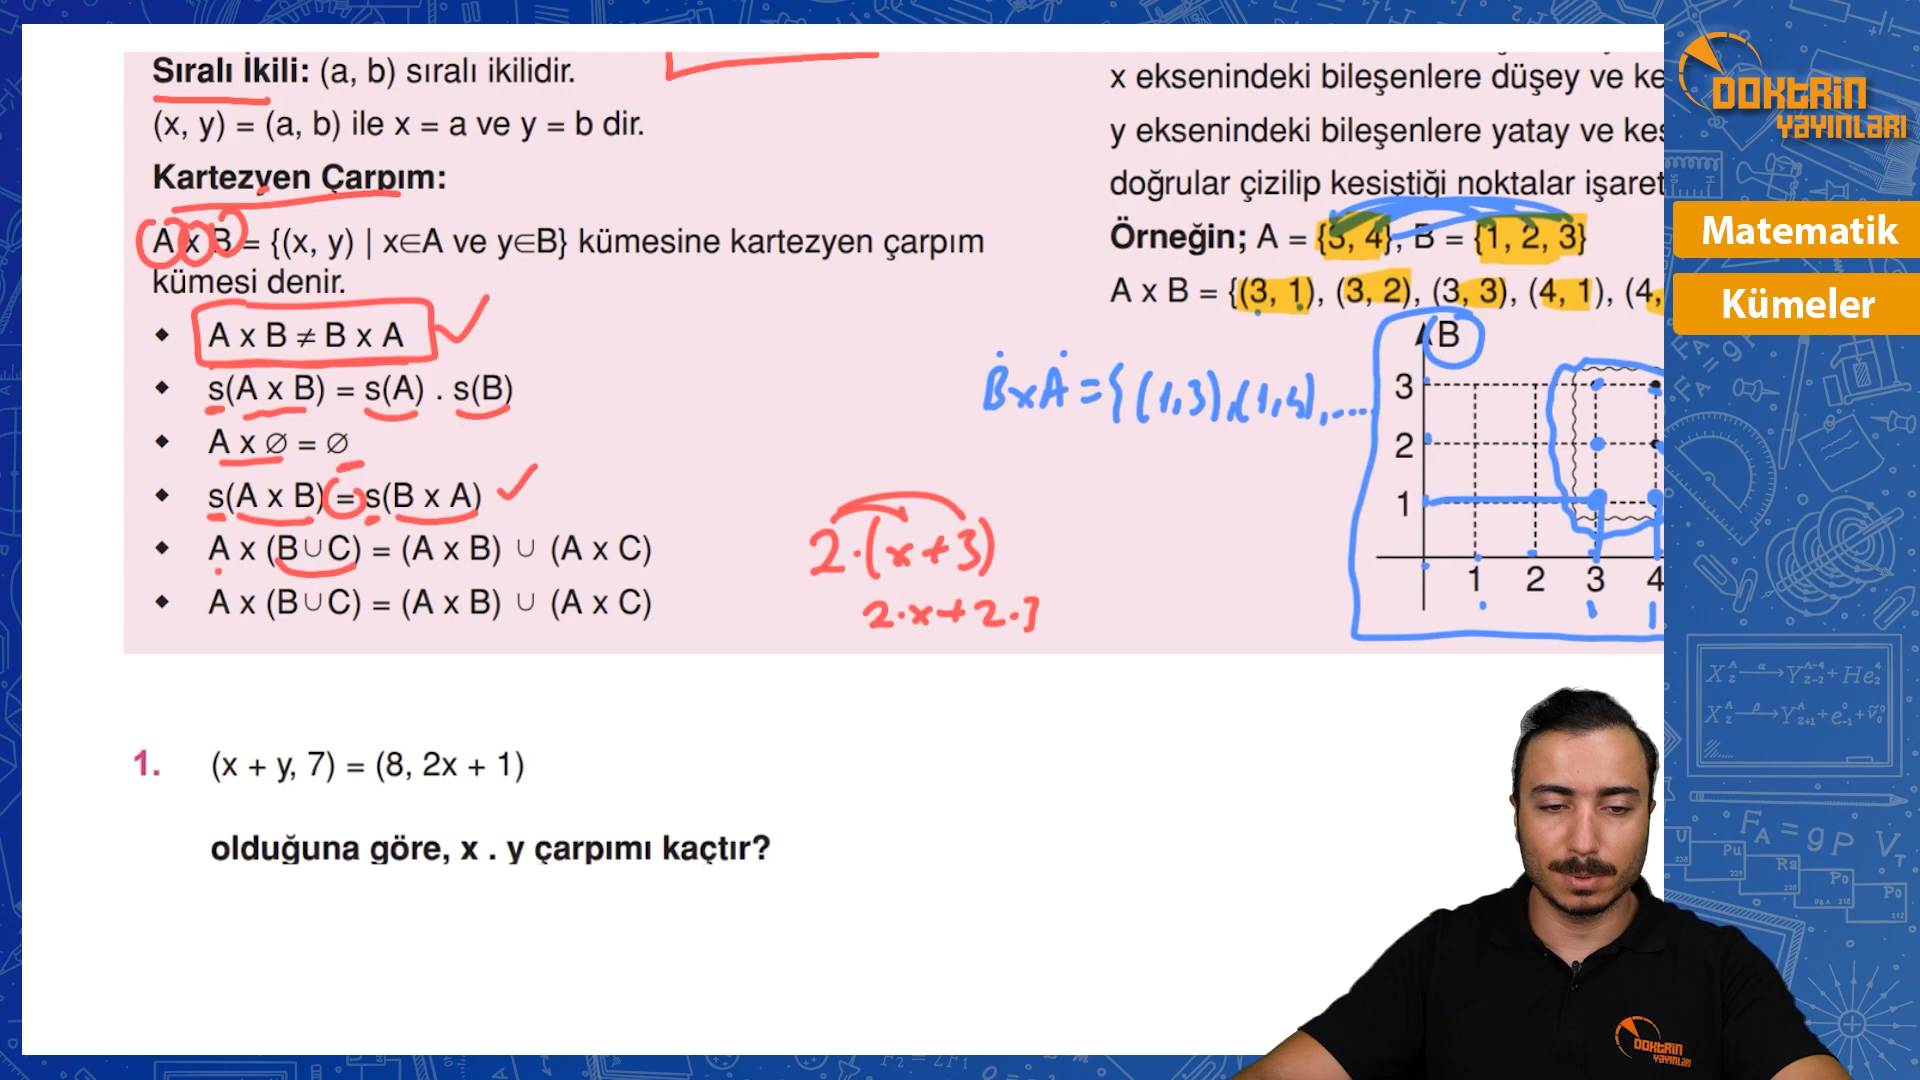 Sıralı İkili: (a, b) sıralı ikilidir.
(x, y) = (a, b) ile x = a ve y = b dir.
Kartezyen Çarpım:
A x B = {(x, y) | x∈A ve y∈B} kümesine kartezyen çarpım
kümesi denir.
◆ A x B ≠ B x A
◆ s(A x B) = s(A) . s(B)
◆ A x ∅ = ∅
◆ s(A x B) = s(B x A)
◆ A x (B∪C) = (A x B) ∪ (A x C)
◆ A x (B∪C) = (A x B) ∪ (A x C)
2.(x+3)
2.x+2.3
x eksenindeki bileşenlere düşey ve
y eksenindeki bileşenlere yatay ve
doğrular çizilip kesiştiği noktalar
Örneğin; A = {3, 4}, B = {1, 2, 3}
A x B = {(3, 1), (3, 2), (3, 3), (4, 1), (4,
BxA={(1,3),(1,4),....
B
3
2
1
1 2 3 4
1. (x + y, 7) = (8, 2x + 1)
olduğuna göre, x . y çarpımı kaçtır?
DOKTRİN
YAYINLARI
Matematik
Kümeler
DOKTRİN
YAYINLARI